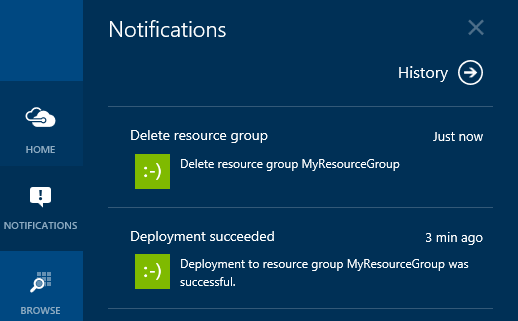 Notifications
History
HOME
Delete resource group Just now
:-) Delete resource group MyResourceGroup
NOTIFICATIONS
Deployment succeeded 3 min ago
:-) Deployment to resource group MyResourceGroup was
successful.
BROWSE